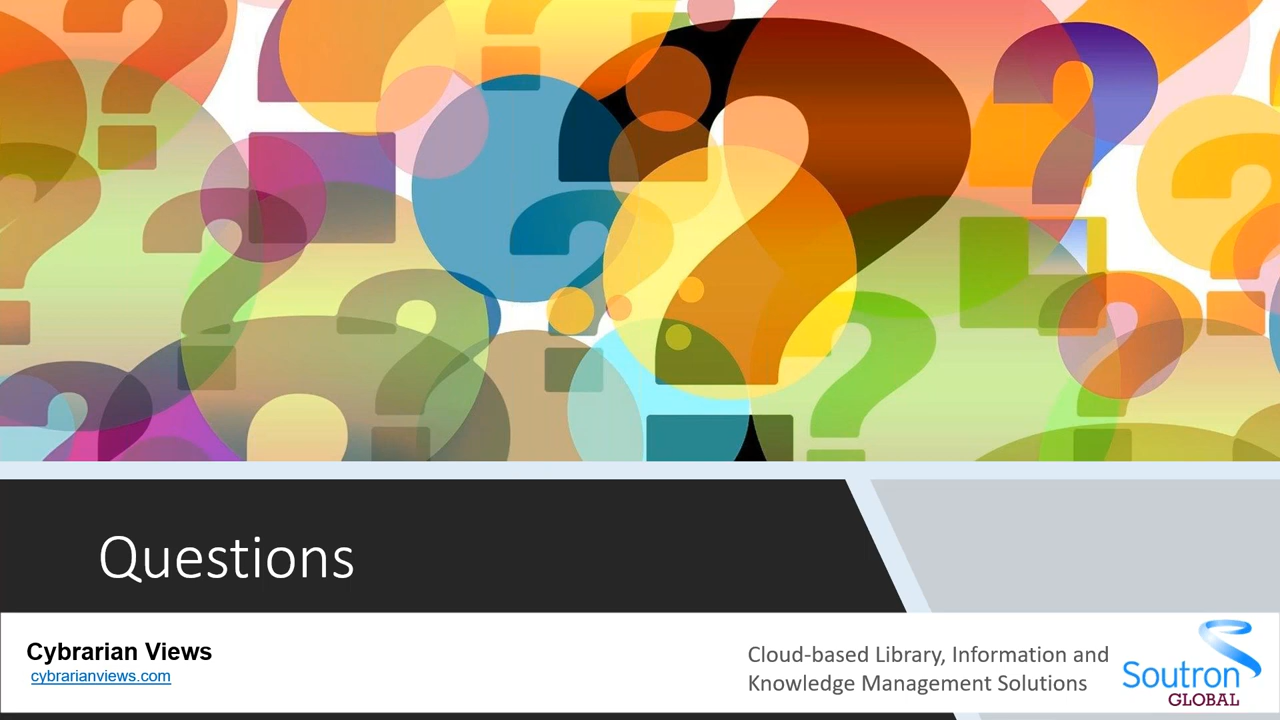 Questions
Cybrarian Views
cybrarianviews.com
Cloud-based Library, Information and
Knowledge Management Solutions
Soutron
GLOBAL